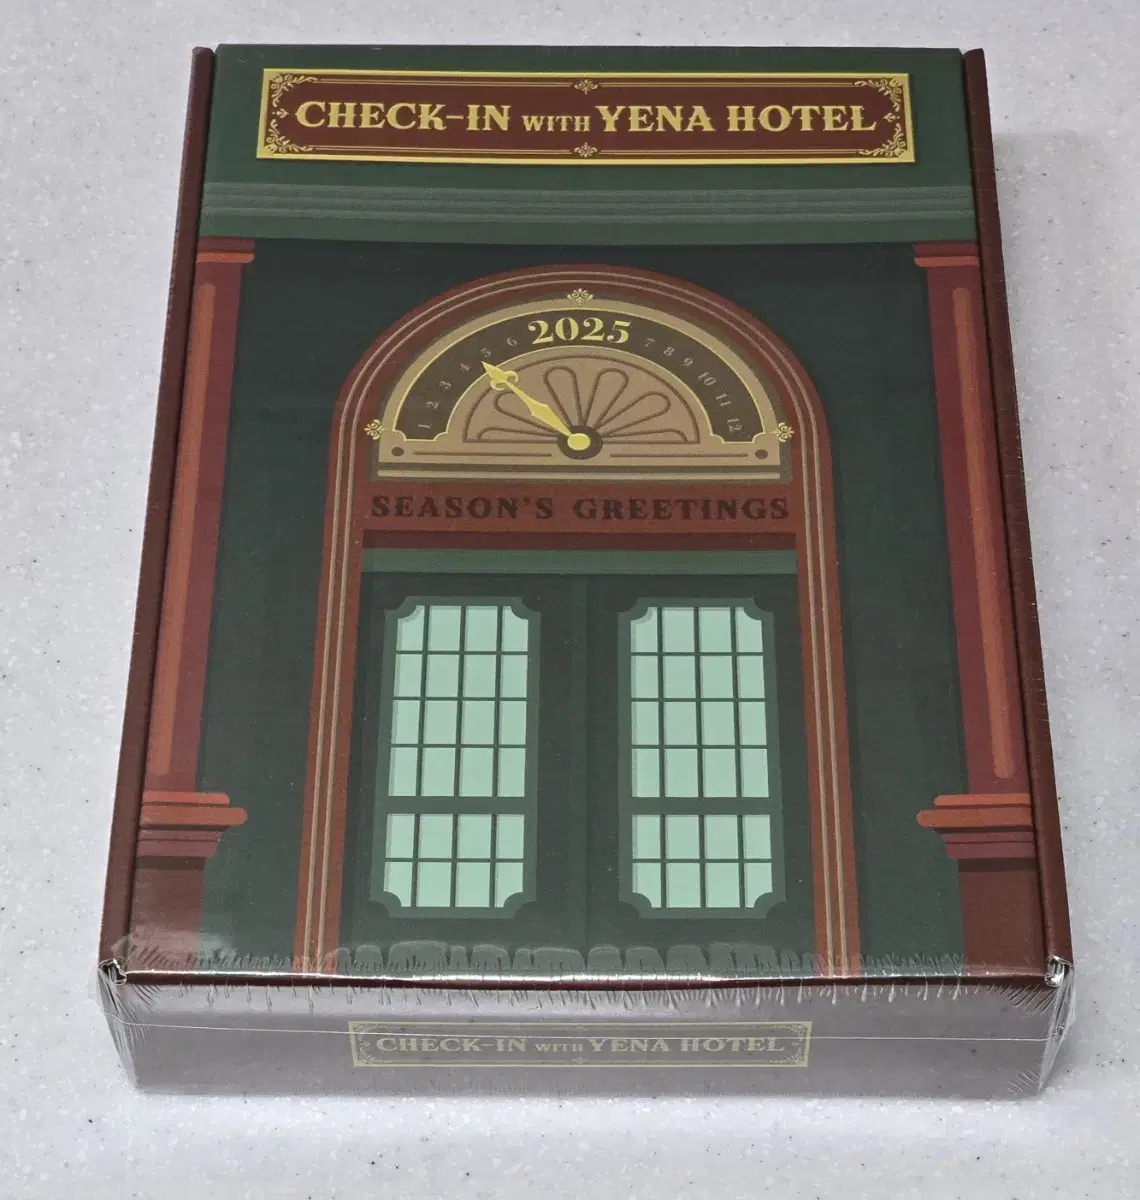 CHECK-IN WITH YENA HOTEL
2025
1 2 3 4 5 6 7 8 9 10 11 12
SEASON'S GREETINGS
CHECK-IN WITH YENA HOTEL